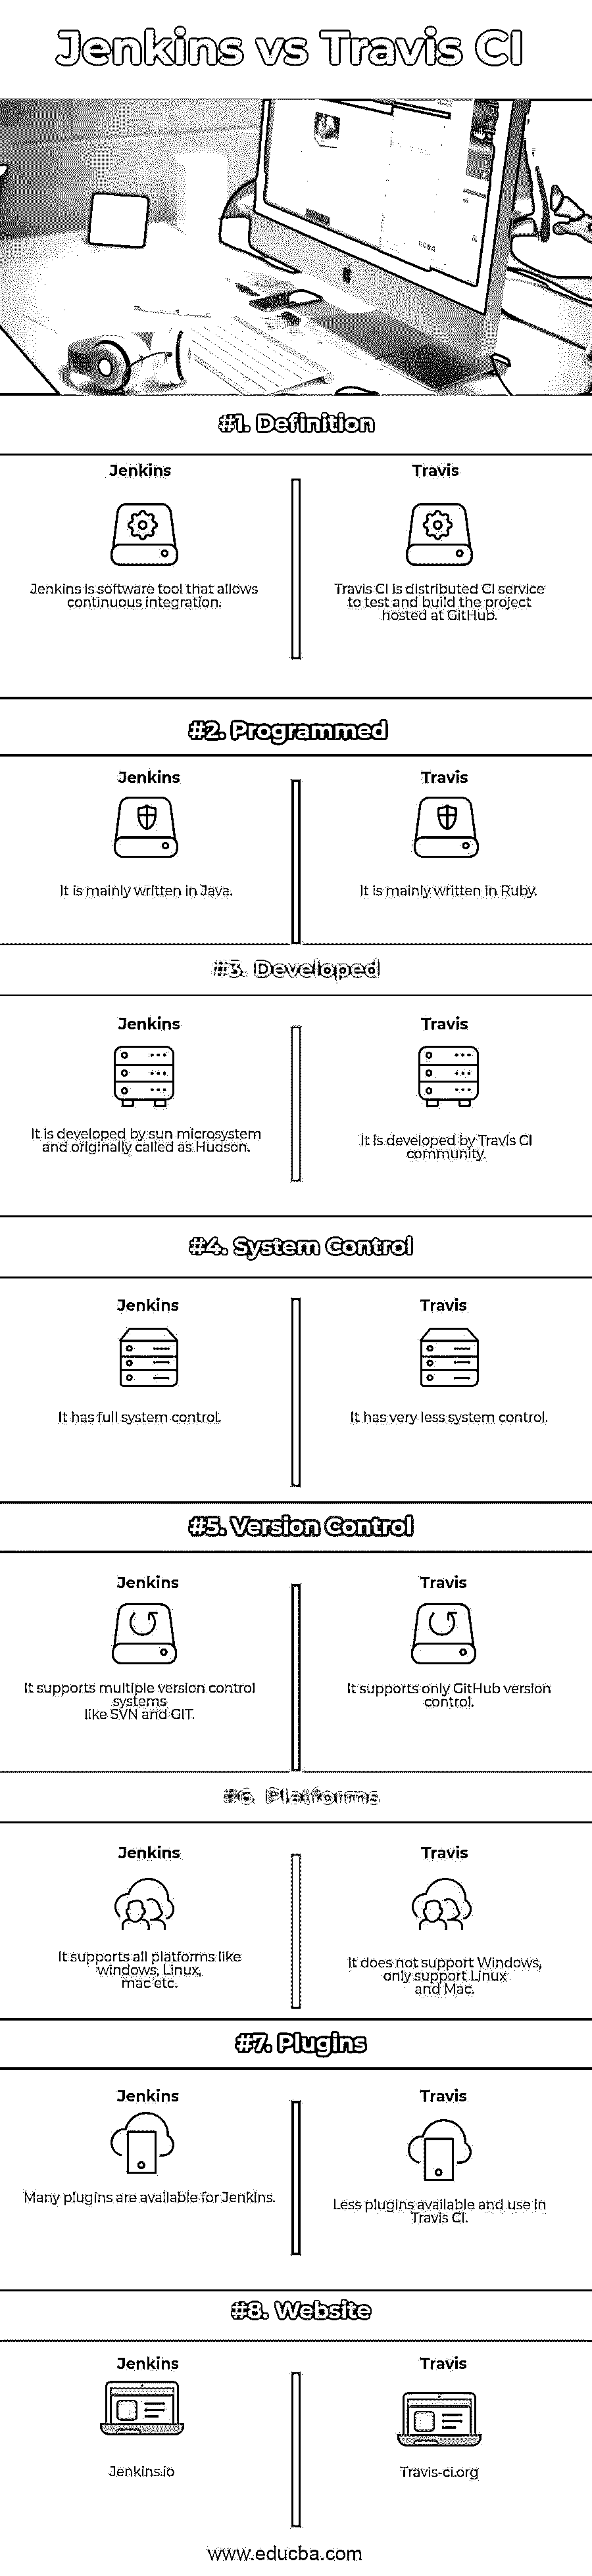 Jenkins vs Travis CI
#1. Definition
Jenkins
Jenkins is software tool that allows
continuous integration.
Travis
Travis CI is distributed CI service
to test and build the project
hosted at GitHub.
#2. Programmed
Jenkins
It is mainly written in Java.
Travis
It is mainly written in Ruby.
#3. Developed
Jenkins
It is developed by sun microsystem
and originally called as Hudson.
Travis
It is developed by Travis CI
community.
#4. System Control
Jenkins
It has full system control.
Travis
It has very less system control.
#5. Version Control
Jenkins
It supports multiple version control
systems
like SVN and GIT.
Travis
It supports only GitHub version
control.
#6. Platforms
Jenkins
It supports all platforms like
windows, Linux,
mac etc.
Travis
It does not support Windows,
only support Linux
and Mac.
#7. Plugins
Jenkins
Many plugins are available for Jenkins.
Travis
Less plugins available and use in
Travis CI.
#8. Website
Jenkins
Jenkins.io
Travis
Travis-ci.org
www.educba.com